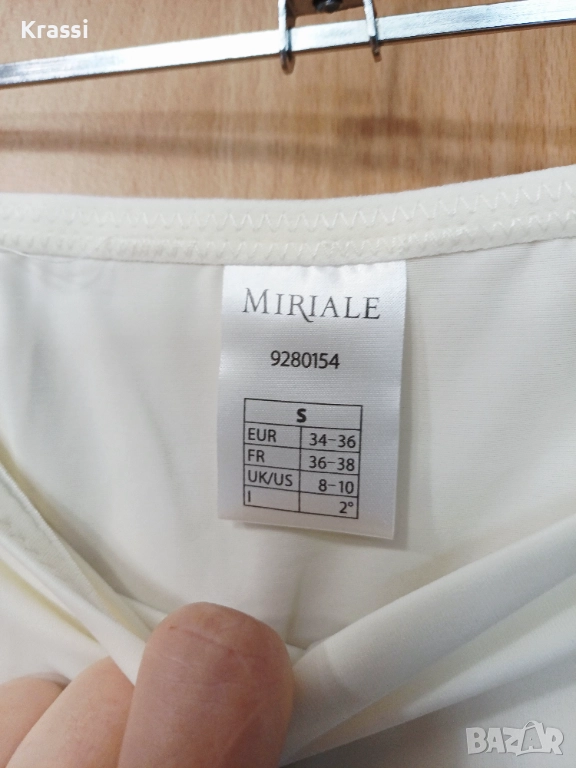 Krassi
MIRIALE
9280154
S
EUR 34-36
FR 36-38
UK/US 8-10
I 2°
BAZAR